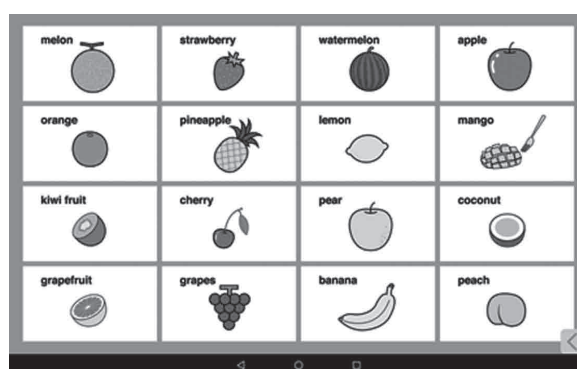 melon strawberry watermelon apple
orange pineapple lemon mango
kiwi fruit cherry pear coconut
grapefruit grapes banana peach